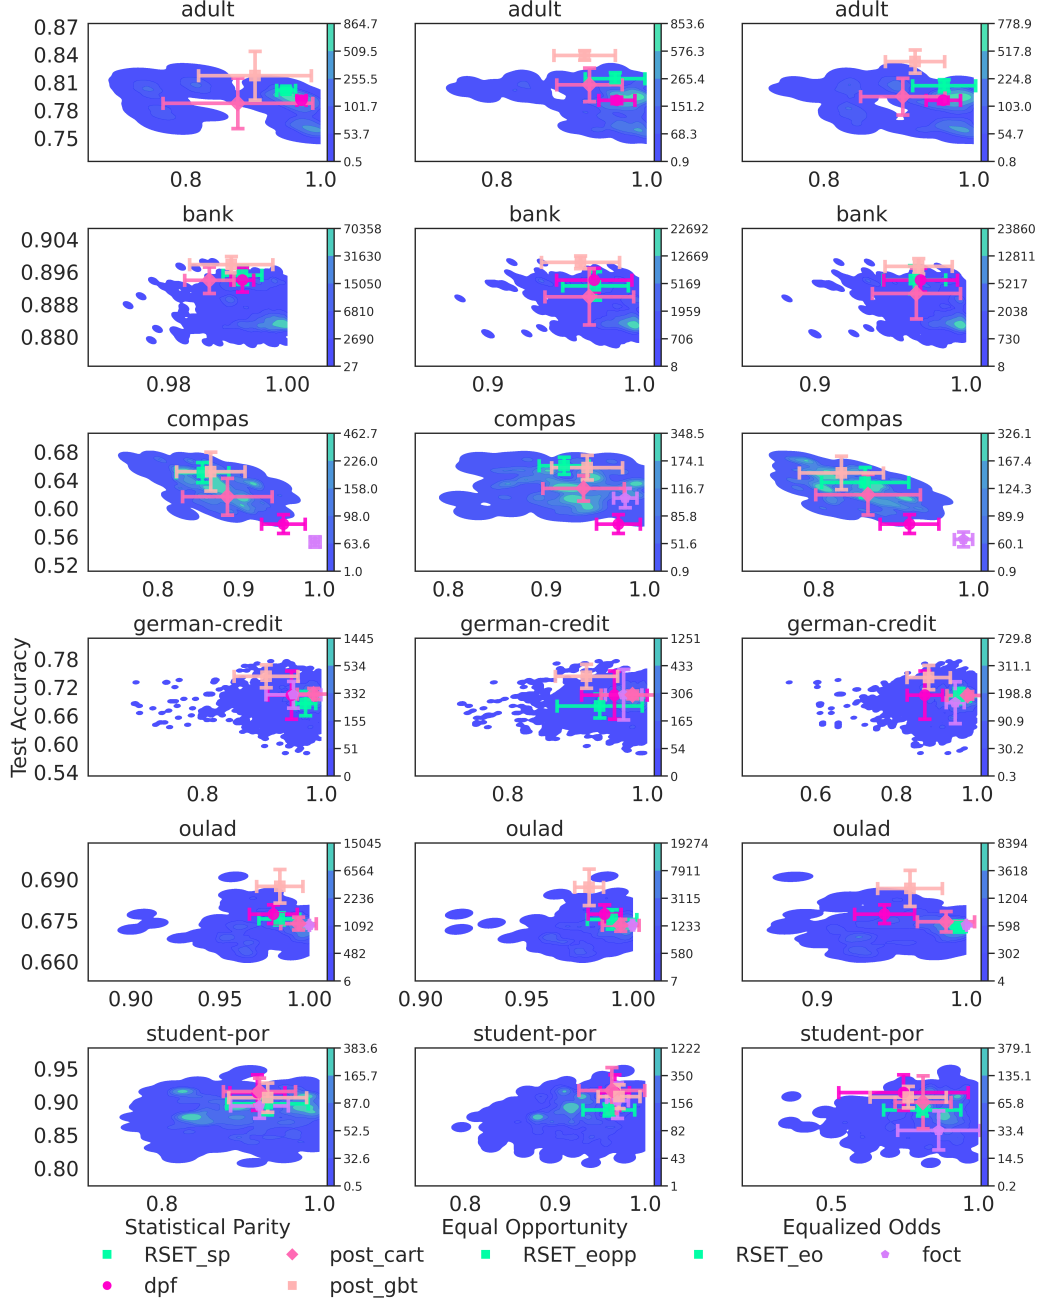 adult adult adult
0.87 864.7 853.6 778.9
0.84 509.5 576.3 517.8
0.81 255.5 265.4 224.8
0.78 101.7 151.2 103.0
0.75 53.7 68.3 54.7
0.5 0.9 0.8
0.8 1.0 0.8 1.0 0.8 1.0
bank bank bank
0.904 70358 22692 23860
0.896 31630 12669 12811
15050 5169 5217
0.888 6810 1959 2038
0.880 2690 706 730
27 8 8
0.98 1.00 0.9 1.0 0.9 1.0
compas compas compas
0.68 462.7 348.5 326.1
0.64 226.0 174.1 167.4
0.60 158.0 116.7 124.3
0.56 98.0 85.8 89.9
0.52 63.6 51.6 60.1
1.0 0.9 0.9
0.8 0.9 1.0 0.8 0.9 1.0 0.8 0.9
german-credit german-credit german-credit
0.78 1445 1251 729.8
0.72 534 433 311.1
0.66 332 306 198.8
0.60 155 165 90.9
0.54 51 54 30.2
0 0 0.3
Test Accuracy
0.8 1.0 0.8 1.0 0.6 0.8 1.0
oulad oulad oulad
0.690 15045 19274 8394
6564 7911 3618
0.675 2236 3115 1204
1092 1233 598
0.660 482 580 302
6 7 4
0.90 0.95 1.00 0.90 0.95 1.00 0.9 1.0
student-por student-por student-por
0.95 383.6 1222 379.1
0.90 165.7 350 135.1
0.85 87.0 156 65.8
0.80 52.5 82 33.4
32.6 43 14.5
0.5 1 0.2
0.8 1.0 0.8 0.9 1.0 0.5 1.0
Statistical Parity Equal Opportunity Equalized Odds
RSET_sp post_cart RSET_eopp RSET_eo foct
dpf post_gbt